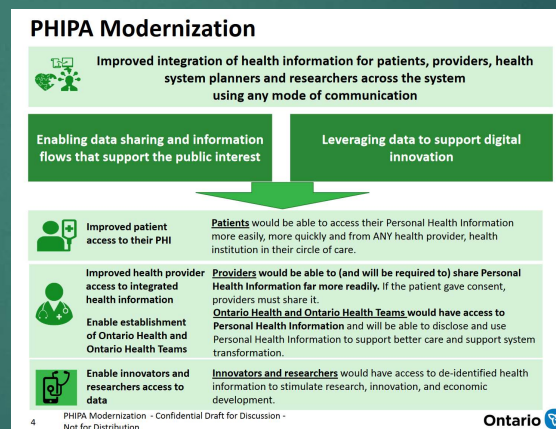 PHIPA Modernization
Improved integration of health information for patients, providers, health
system planners and researchers across the system
using any mode of communication
Enabling data sharing and information
flows that support the public interest
Leveraging data to support digital
innovation
Improved patient
access to their PHI
Patients would be able to access their Personal Health Information
more easily, more quickly and from ANY health provider, health
institution in their circle of care.
Improved health provider
access to integrated
health information
Enable establishment
of Ontario Health and
Ontario Health Teams
Providers would be able to (and will be required to) share Personal
Health Information far more readily. If the patient gave consent,
providers must share it.
Ontario Health and Ontario Health Teams would have access to
Personal Health Information and will be able to disclose and use
Personal Health Information to support better care and support system
transformation.
Enable innovators and
researchers access to
data
Innovators and researchers would have access to de-identified health
information to stimulate research, innovation, and economic
development.
4
PHIPA Modernization - Confidential Draft for Discussion -
Not for Distribution
Ontario